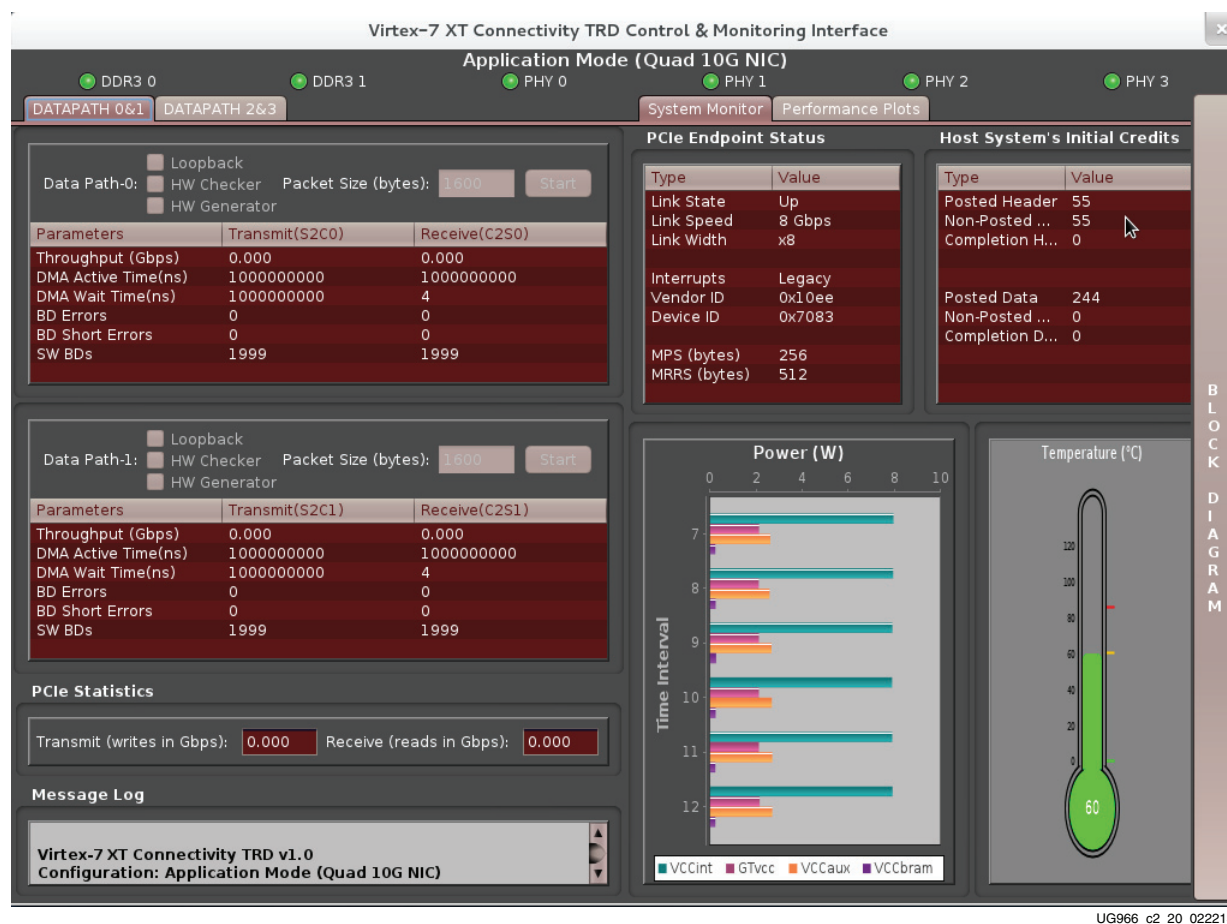 Virtex-7 XT Connectivity TRD Control & Monitoring Interface
Application Mode (Quad 10G NIC)
DDR3 0 DDR3 1 PHY 0 PHY 1 PHY 2 PHY 3
DATAPATH 0&1 DATAPATH 2&3
Data Path-0:
Loopback
HW Checker
HW Generator
Packet Size (bytes): 1600 Start
Parameters Transmit(S2C0) Receive(C2S0)
Throughput (Gbps) 0.000 0.000
DMA Active Time(ns) 1000000000 1000000000
DMA Wait Time(ns) 1000000000 4
BD Errors 0 0
BD Short Errors 0 0
SW BDs 1999 1999
Data Path-1:
Loopback
HW Checker
HW Generator
Packet Size (bytes): 1600 Start
Parameters Transmit(S2C1) Receive(C2S1)
Throughput (Gbps) 0.000 0.000
DMA Active Time(ns) 1000000000 1000000000
DMA Wait Time(ns) 1000000000 4
BD Errors 0 0
BD Short Errors 0 0
SW BDs 1999 1999
PCIe Statistics
Transmit (writes in Gbps): 0.000 Receive (reads in Gbps): 0.000
Message Log
Virtex-7 XT Connectivity TRD v1.0
Configuration: Application Mode (Quad 10G NIC)
System Monitor Performance Plots
PCIe Endpoint Status
Type Value
Link State Up
Link Speed 8 Gbps
Link Width x8
Interrupts Legacy
Vendor ID 0x10ee
Device ID 0x7083
MPS (bytes) 256
MRRS (bytes) 512
Host System's Initial Credits
Type Value
Posted Header 55
Non-Posted ... 55
Completion H... 0
Posted Data 244
Non-Posted ... 0
Completion D... 0
Power (W)
0 2 4 6 8 10
Time Interval
7
8
9
10
11
12
VCCint GTvcc VCCaux VCCbram
Temperature (°C)
120
100
80
60
40
20
0
60
BLOCK DIAGRAM
UG966_c2_20_02221